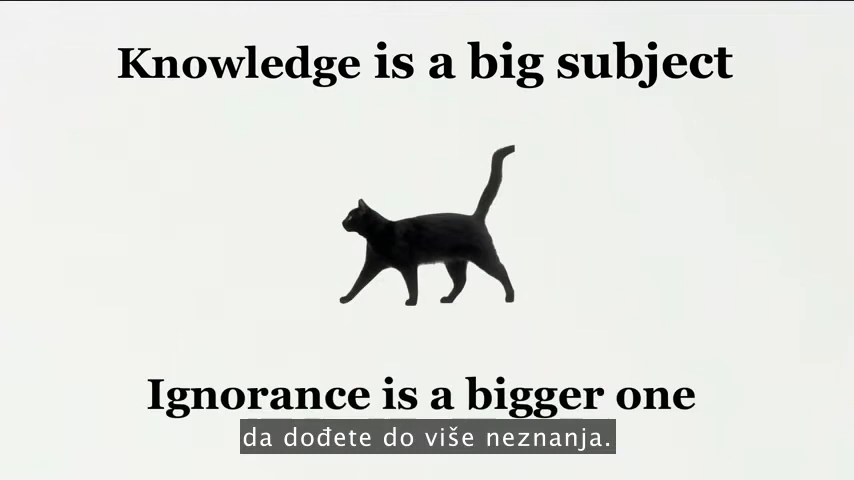 Knowledge is a big subject
Ignorance is a bigger one
da dođete do više neznanja.